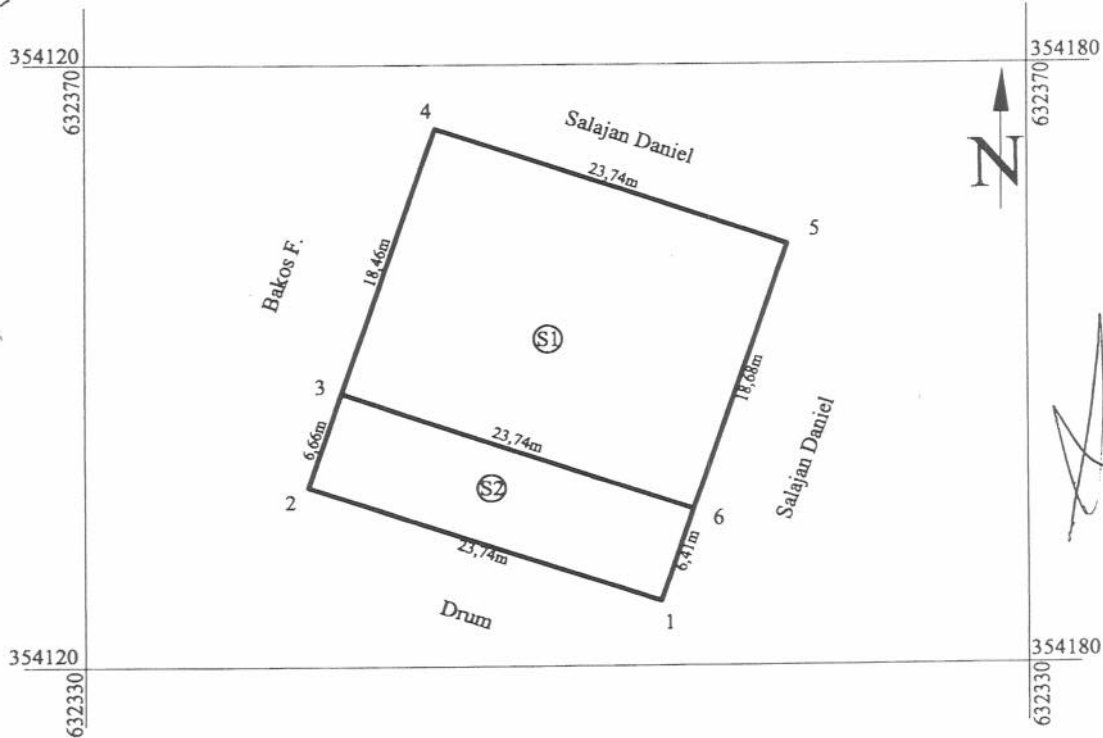 354120
632370
354180
632370
N
4
Salajan Daniel
23,74m
5
18,46m
Bakos F.
S1
18,68m
3
23,74m
Salajan Daniel
6,66m
S2
2
6
23,74m
6,41m
Drum
1
354120
632330
354180
632330